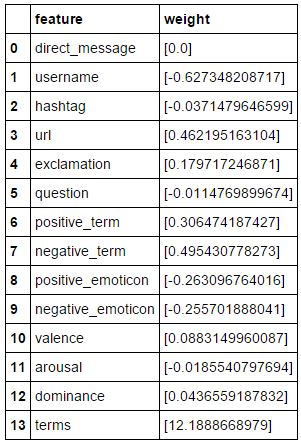 feature weight
0 direct_message [0.0]
1 username [-0.627348208717]
2 hashtag [-0.0371479646599]
3 url [0.462195163104]
4 exclamation [0.179717246871]
5 question [-0.0114769899674]
6 positive_term [0.306474187427]
7 negative_term [0.495430778273]
8 positive_emoticon [-0.263096764016]
9 negative_emoticon [-0.255701888041]
10 valence [0.0883149960087]
11 arousal [-0.0185540797694]
12 dominance [0.0436559187832]
13 terms [12.1888668979]